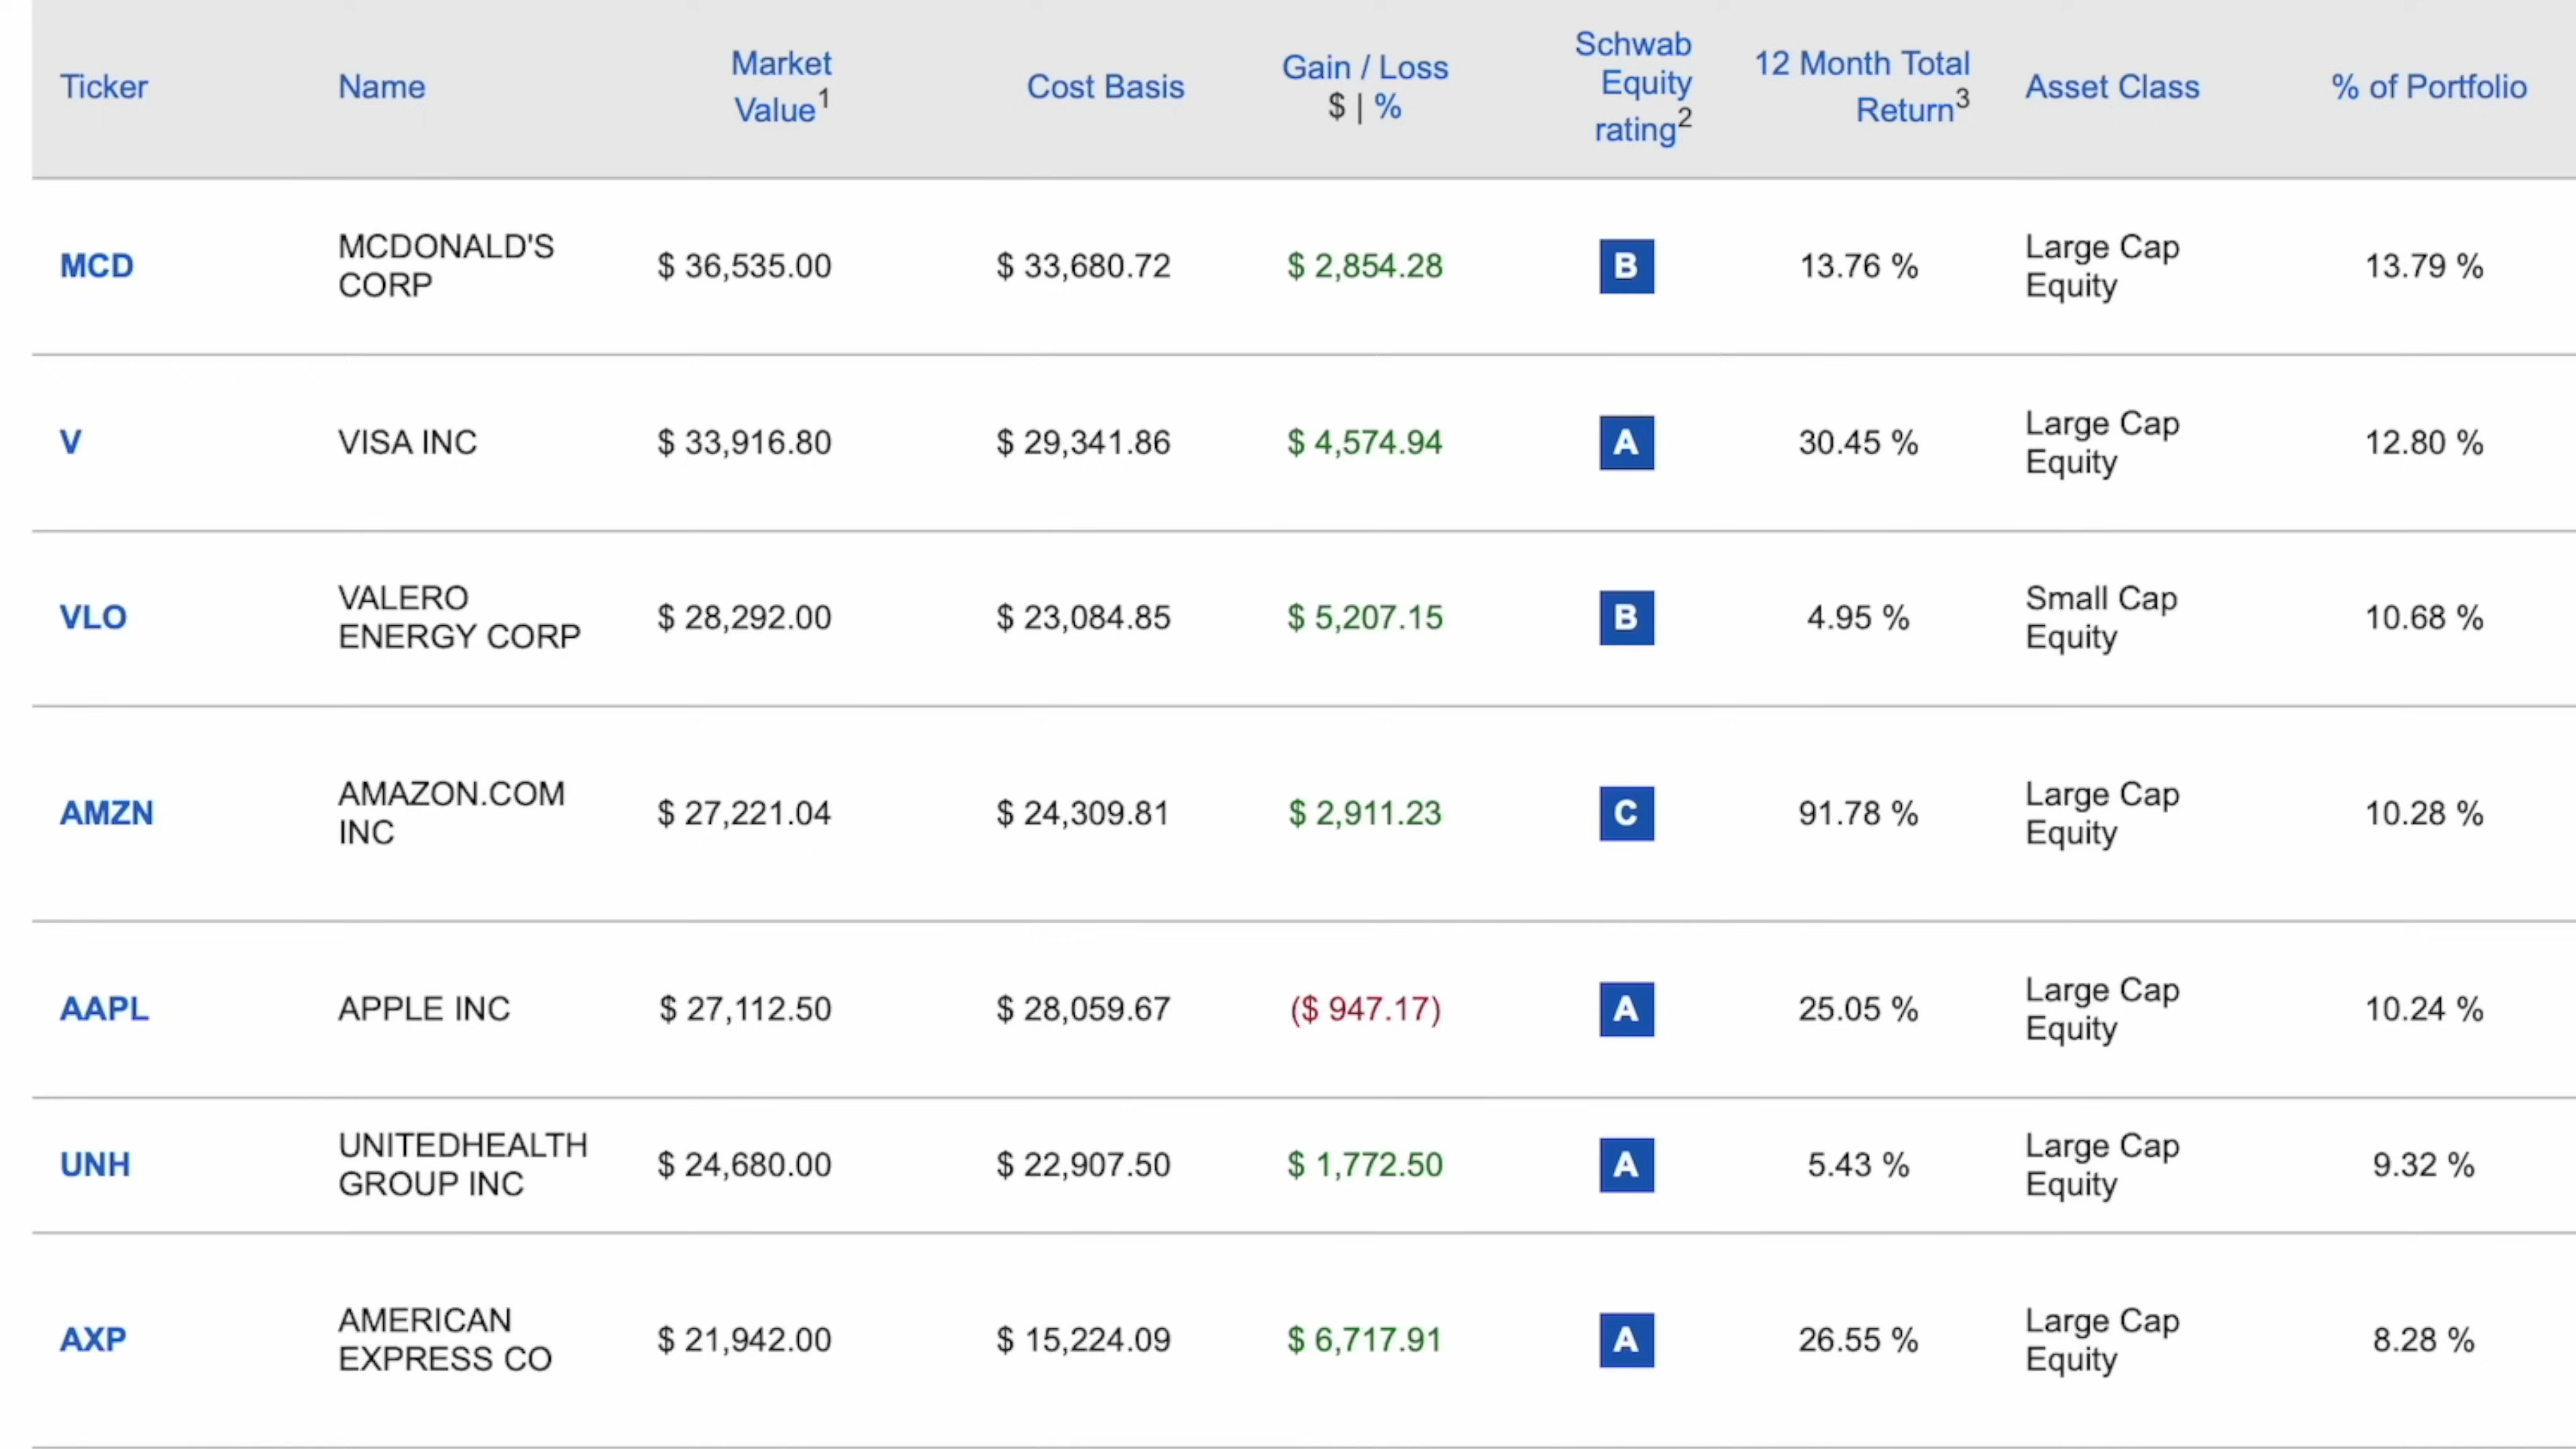 Ticker Name Market Value1 Cost Basis Gain / Loss $ | % Schwab Equity rating2 12 Month Total Return3 Asset Class % of Portfolio
MCD MCDONALD'S CORP $ 36,535.00 $ 33,680.72 $ 2,854.28 B 13.76 % Large Cap Equity 13.79 %
V VISA INC $ 33,916.80 $ 29,341.86 $ 4,574.94 A 30.45 % Large Cap Equity 12.80 %
VLO VALERO ENERGY CORP $ 28,292.00 $ 23,084.85 $ 5,207.15 B 4.95 % Small Cap Equity 10.68 %
AMZN AMAZON.COM INC $ 27,221.04 $ 24,309.81 $ 2,911.23 C 91.78 % Large Cap Equity 10.28 %
AAPL APPLE INC $ 27,112.50 $ 28,059.67 ($ 947.17) A 25.05 % Large Cap Equity 10.24 %
UNH UNITEDHEALTH GROUP INC $ 24,680.00 $ 22,907.50 $ 1,772.50 A 5.43 % Large Cap Equity 9.32 %
AXP AMERICAN EXPRESS CO $ 21,942.00 $ 15,224.09 $ 6,717.91 A 26.55 % Large Cap Equity 8.28 %